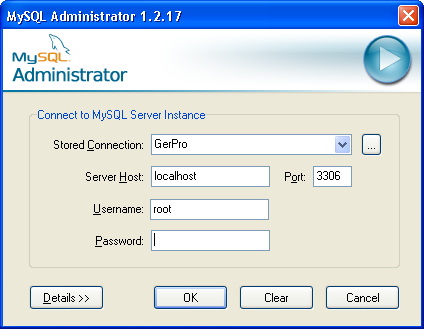 MySQL Administrator 1.2.17
MySQL
Administrator
Connect to MySQL Server Instance
Stored Connection: GerPro ...
Server Host: localhost Port: 3306
Username: root
Password:
Details >> OK Clear Cancel